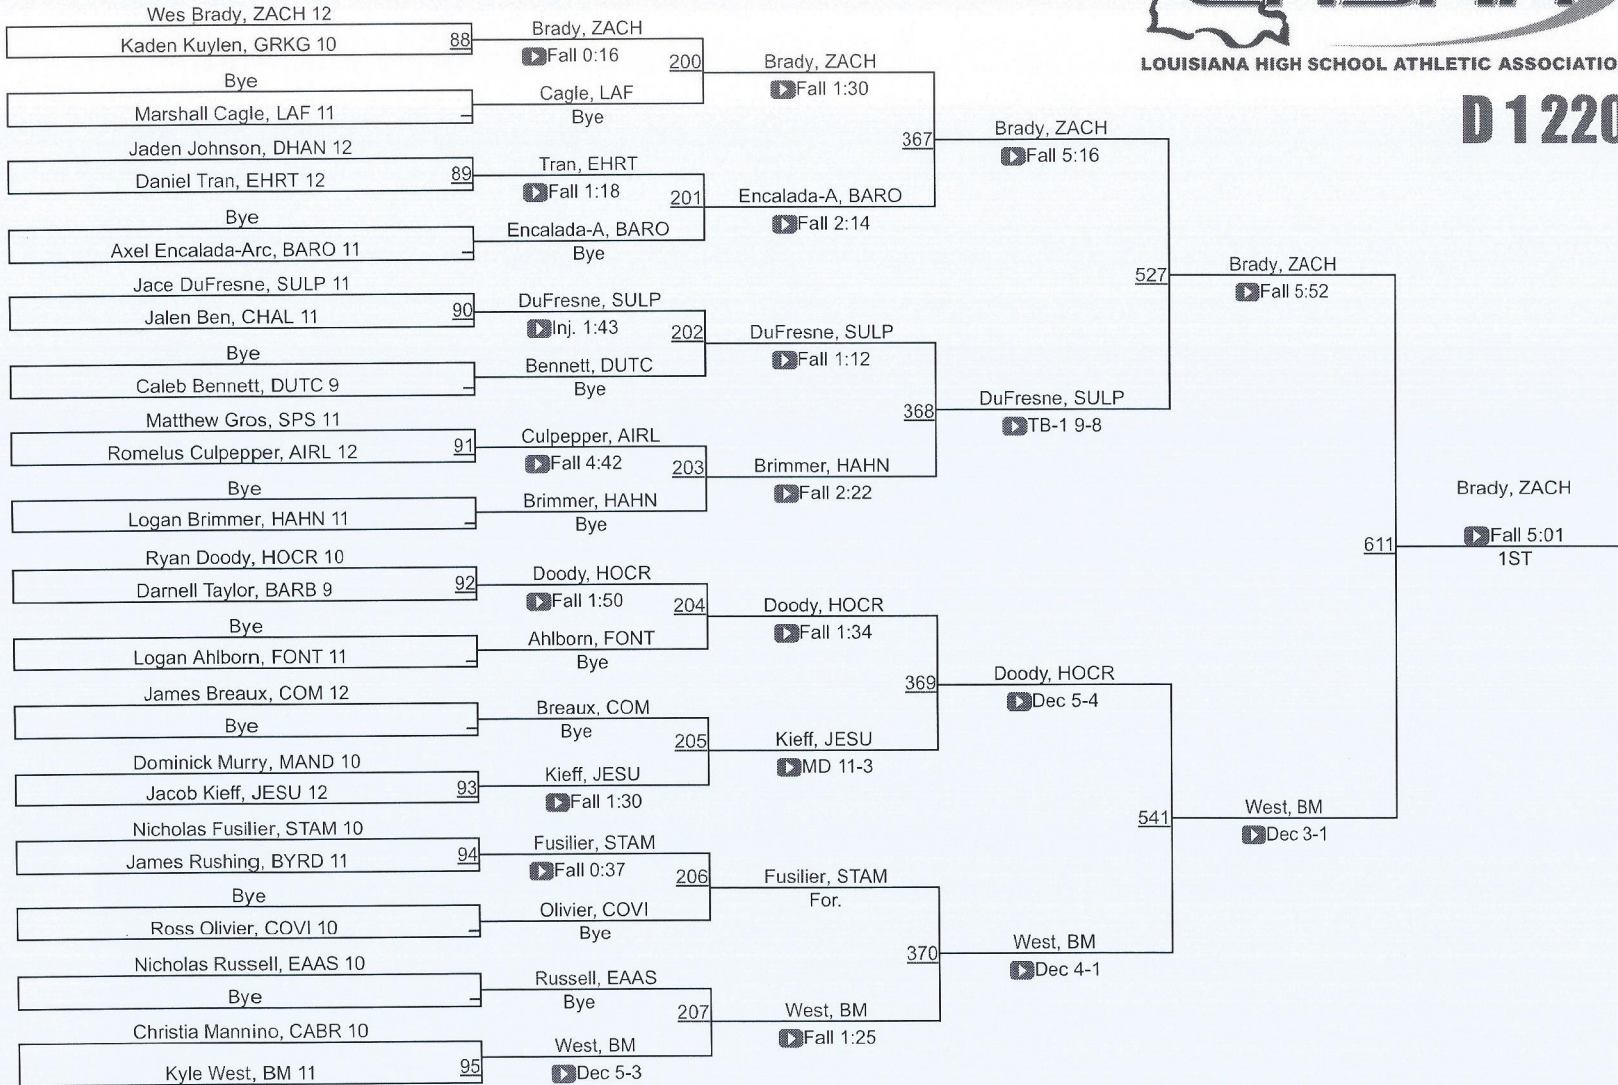 LOUISIANA HIGH SCHOOL ATHLETIC ASSOCIATIO
D 1 220
Wes Brady, ZACH 12
Kaden Kuylen, GRKG 10
88
Bye
Marshall Cagle, LAF 11
Jaden Johnson, DHAN 12
Daniel Tran, EHRT 12
89
Bye
Axel Encalada-Arc, BARO 11
Jace DuFresne, SULP 11
Jalen Ben, CHAL 11
90
Bye
Caleb Bennett, DUTC 9
Matthew Gros, SPS 11
Romelus Culpepper, AIRL 12
91
Bye
Logan Brimmer, HAHN 11
Ryan Doody, HOCR 10
Darnell Taylor, BARB 9
92
Bye
Logan Ahlborn, FONT 11
James Breaux, COM 12
Bye
Dominick Murry, MAND 10
Jacob Kieff, JESU 12
93
Nicholas Fusilier, STAM 10
James Rushing, BYRD 11
94
Bye
Ross Olivier, COVI 10
Nicholas Russell, EAAS 10
Bye
Christia Mannino, CABR 10
Kyle West, BM 11
95
Brady, ZACH
Fall 0:16
200
Cagle, LAF
Bye
Tran, EHRT
Fall 1:18
201
Encalada-A, BARO
Bye
DuFresne, SULP
Inj. 1:43
202
Bennett, DUTC
Bye
Culpepper, AIRL
Fall 4:42
203
Brimmer, HAHN
Bye
Doody, HOCR
Fall 1:50
204
Ahlborn, FONT
Bye
Breaux, COM
Bye
205
Kieff, JESU
Fall 1:30
Fusilier, STAM
Fall 0:37
206
Olivier, COVI
Bye
Russell, EAAS
Bye
207
West, BM
Dec 5-3
Brady, ZACH
Fall 1:30
367
Encalada-A, BARO
Fall 2:14
DuFresne, SULP
Fall 1:12
368
Brimmer, HAHN
Fall 2:22
Doody, HOCR
Fall 1:34
369
Kieff, JESU
MD 11-3
Fusilier, STAM
For.
370
West, BM
Fall 1:25
Brady, ZACH
Fall 5:16
527
DuFresne, SULP
TB-1 9-8
Doody, HOCR
Dec 5-4
541
West, BM
Dec 4-1
Brady, ZACH
Fall 5:52
611
West, BM
Dec 3-1
Brady, ZACH
Fall 5:01
1ST